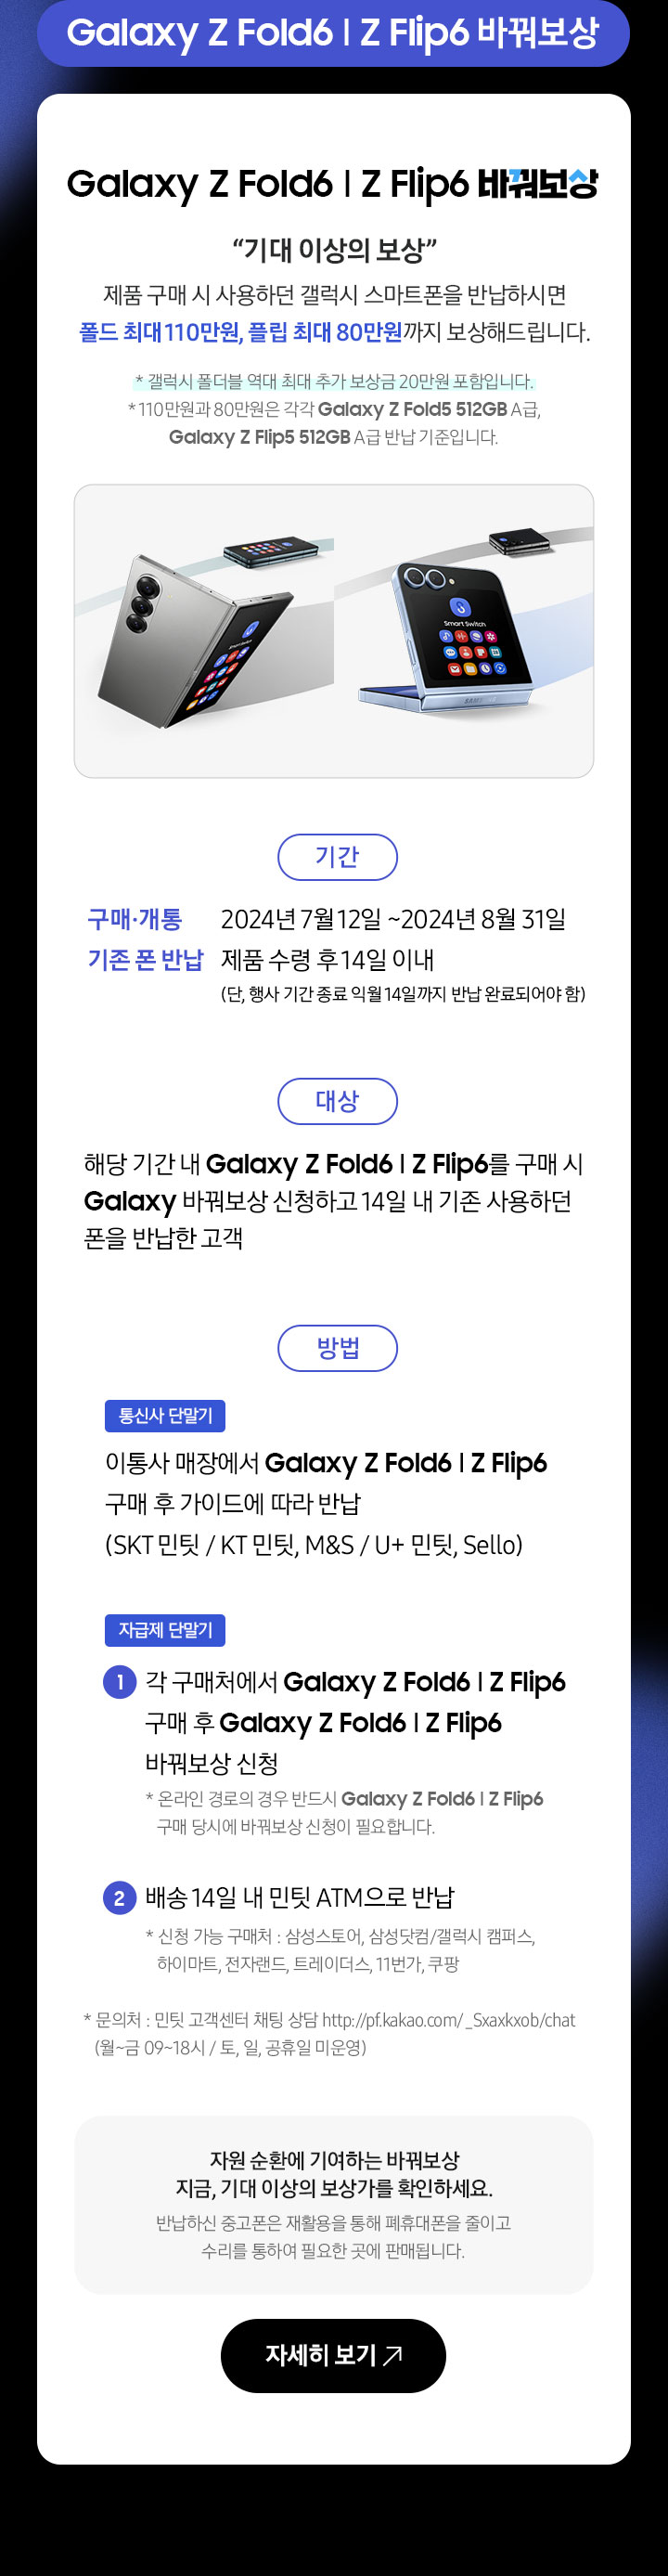 Galaxy Z Fold6 | Z Flip6 바꿔보상
Galaxy Z Fold6 | Z Flip6 바꿔보상
“기대 이상의 보상”
제품 구매 시 사용하던 갤럭시 스마트폰을 반납하시면
폴드 최대 110만원, 플립 최대 80만원까지 보상해드립니다.
* 갤럭시 폴더블 역대 최대 추가 보상금 20만원 포함입니다.
* 110만원과 80만원은 각각 Galaxy Z Fold5 512GB A급,
Galaxy Z Flip5 512GB A급 반납 기준입니다.
Smart Switch
Smart Switch
SAMSUNG
기간
구매·개통 2024년 7월 12일 ~2024년 8월 31일
기존 폰 반납 제품 수령 후 14일 이내
(단, 행사 기간 종료 익월 14일까지 반납 완료되어야 함)
대상
해당 기간 내 Galaxy Z Fold6 | Z Flip6를 구매 시
Galaxy 바꿔보상 신청하고 14일 내 기존 사용하던
폰을 반납한 고객
방법
통신사 단말기
이통사 매장에서 Galaxy Z Fold6 | Z Flip6
구매 후 가이드에 따라 반납
(SKT 민팃 / KT 민팃, M&S / U+ 민팃, Sello)
자급제 단말기
1 각 구매처에서 Galaxy Z Fold6 | Z Flip6
구매 후 Galaxy Z Fold6 | Z Flip6
바꿔보상 신청
* 온라인 경로의 경우 반드시 Galaxy Z Fold6 | Z Flip6
구매 당시에 바꿔보상 신청이 필요합니다.
2 배송 14일 내 민팃 ATM으로 반납
* 신청 가능 구매처 : 삼성스토어, 삼성닷컴/갤럭시 캠퍼스,
하이마트, 전자랜드, 트레이더스, 11번가, 쿠팡
* 문의처 : 민팃 고객센터 채팅 상담 http://pf.kakao.com/_Sxaxkxob/chat
(월~금 09~18시 / 토, 일, 공휴일 미운영)
자원 순환에 기여하는 바꿔보상
지금, 기대 이상의 보상가를 확인하세요.
반납하신 중고폰은 재활용을 통해 폐휴대폰을 줄이고
수리를 통하여 필요한 곳에 판매됩니다.
자세히 보기